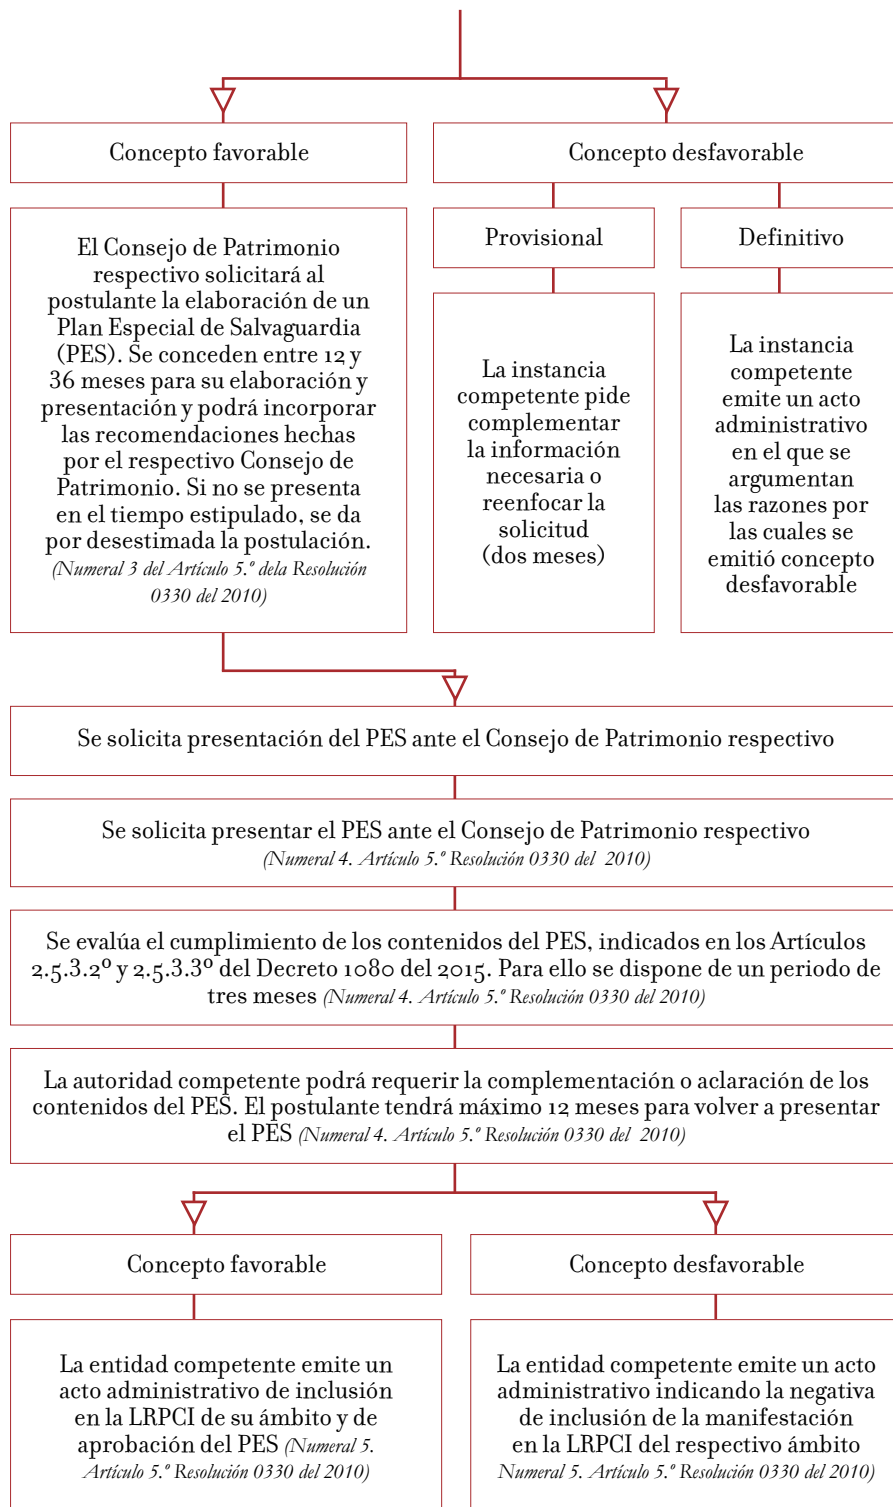 Concepto favorable
Concepto desfavorable
El Consejo de Patrimonio
respectivo solicitará al
postulante la elaboración de un
Plan Especial de Salvaguardia
(PES). Se conceden entre 12 y
36 meses para su elaboración y
presentación y podrá incorporar
las recomendaciones hechas
por el respectivo Consejo de
Patrimonio. Si no se presenta
en el tiempo estipulado, se da
por desestimada la postulación.
(Numeral 3 del Artículo 5.º dela Resolución
0330 del 2010)
Provisional
La instancia
competente pide
complementar
la información
necesaria o
reenfocar la
solicitud
(dos meses)
Definitivo
La instancia
competente
emite un acto
administrativo
en el que se
argumentan
las razones por
las cuales se
emitió concepto
desfavorable
Se solicita presentación del PES ante el Consejo de Patrimonio respectivo
Se solicita presentar el PES ante el Consejo de Patrimonio respectivo
(Numeral 4. Artículo 5.º Resolución 0330 del 2010)
Se evalúa el cumplimiento de los contenidos del PES, indicados en los Artículos
2.5.3.2º y 2.5.3.3º del Decreto 1080 del 2015. Para ello se dispone de un periodo de
tres meses (Numeral 4. Artículo 5.º Resolución 0330 del 2010)
La autoridad competente podrá requerir la complementación o aclaración de los
contenidos del PES. El postulante tendrá máximo 12 meses para volver a presentar
el PES (Numeral 4. Artículo 5.º Resolución 0330 del 2010)
Concepto favorable
Concepto desfavorable
La entidad competente emite un
acto administrativo de inclusión
en la LRPCI de su ámbito y de
aprobación del PES (Numeral 5.
Artículo 5.º Resolución 0330 del 2010)
La entidad competente emite un acto
administrativo indicando la negativa
de inclusión de la manifestación
en la LRPCI del respectivo ámbito
Numeral 5. Artículo 5.º Resolución 0330 del 2010)